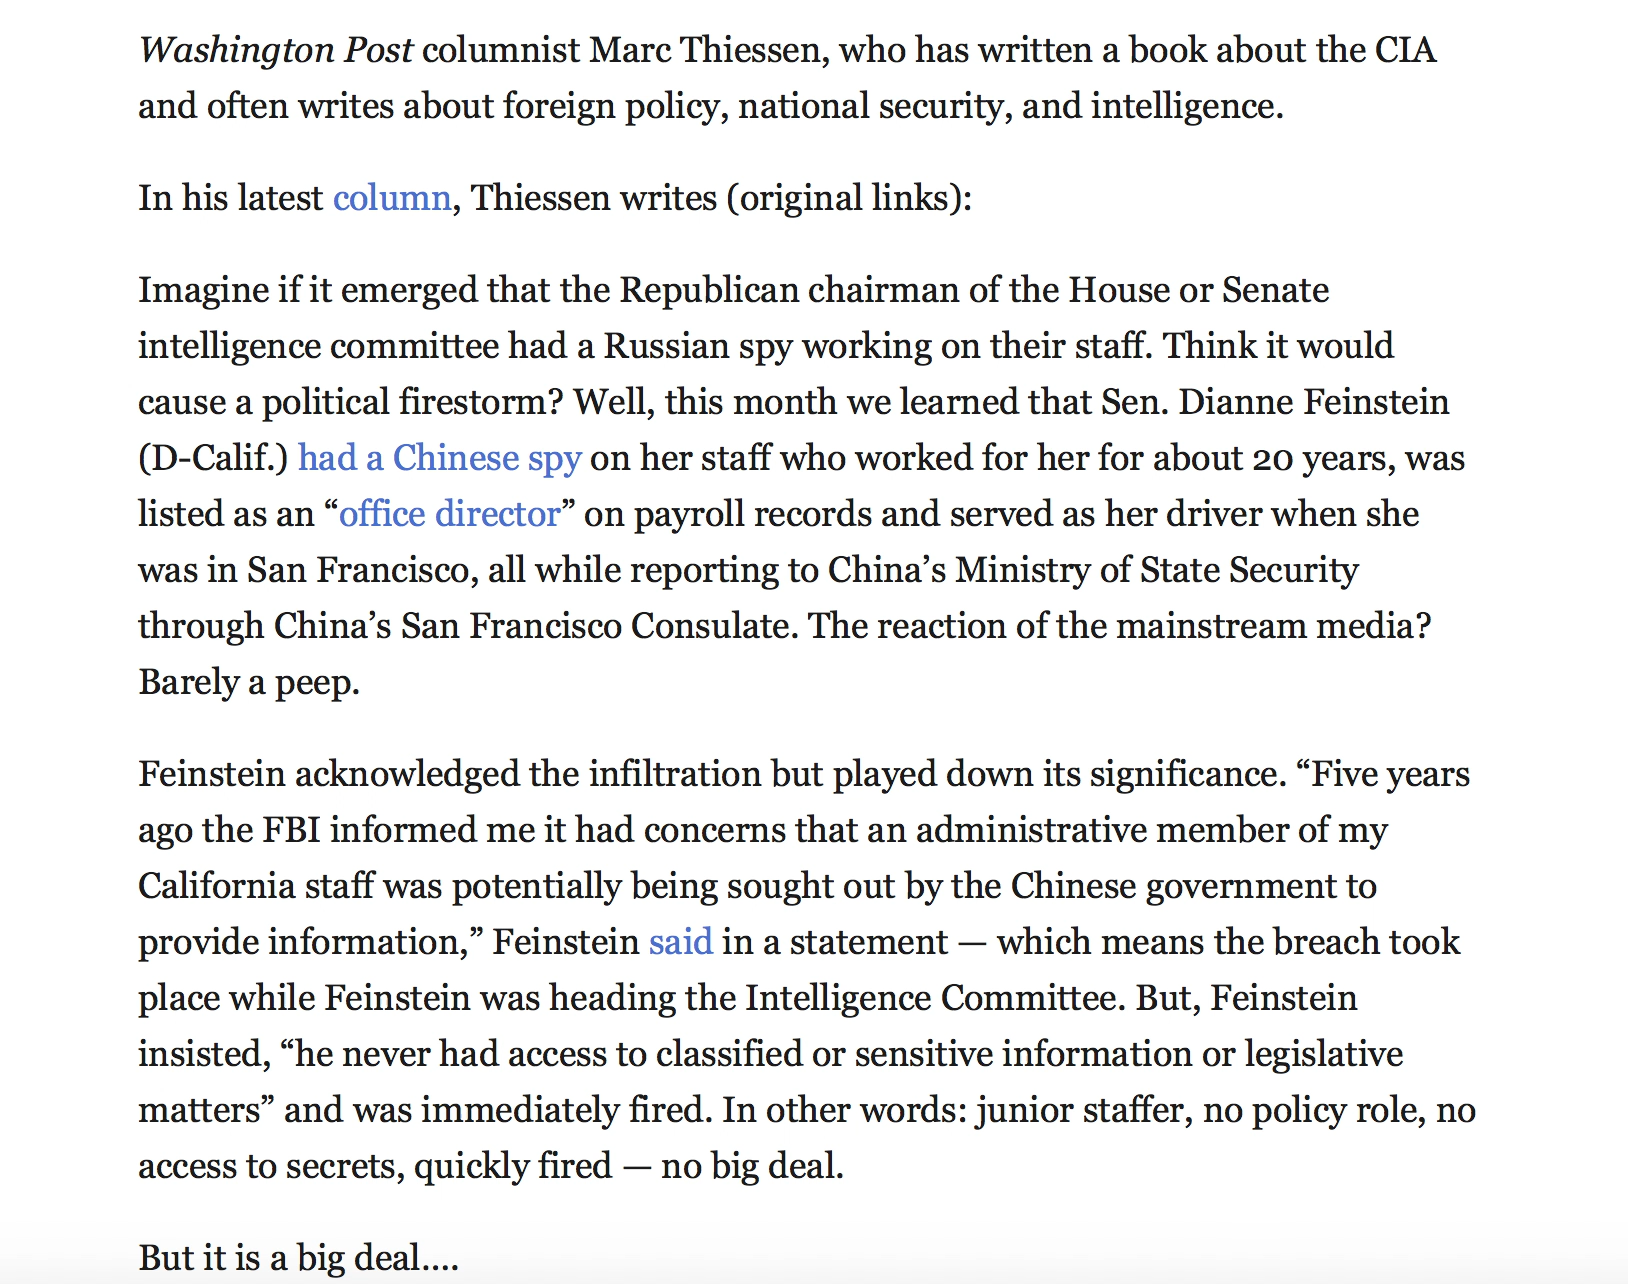 Washington Post columnist Marc Thiessen, who has written a book about the CIA
and often writes about foreign policy, national security, and intelligence.
In his latest column, Thiessen writes (original links):
Imagine if it emerged that the Republican chairman of the House or Senate
intelligence committee had a Russian spy working on their staff. Think it would
cause a political firestorm? Well, this month we learned that Sen. Dianne Feinstein
(D-Calif.) had a Chinese spy on her staff who worked for her for about 20 years, was
listed as an “office director” on payroll records and served as her driver when she
was in San Francisco, all while reporting to China’s Ministry of State Security
through China’s San Francisco Consulate. The reaction of the mainstream media?
Barely a peep.
Feinstein acknowledged the infiltration but played down its significance. “Five years
ago the FBI informed me it had concerns that an administrative member of my
California staff was potentially being sought out by the Chinese government to
provide information,” Feinstein said in a statement — which means the breach took
place while Feinstein was heading the Intelligence Committee. But, Feinstein
insisted, “he never had access to classified or sensitive information or legislative
matters” and was immediately fired. In other words: junior staffer, no policy role, no
access to secrets, quickly fired — no big deal.
But it is a big deal....